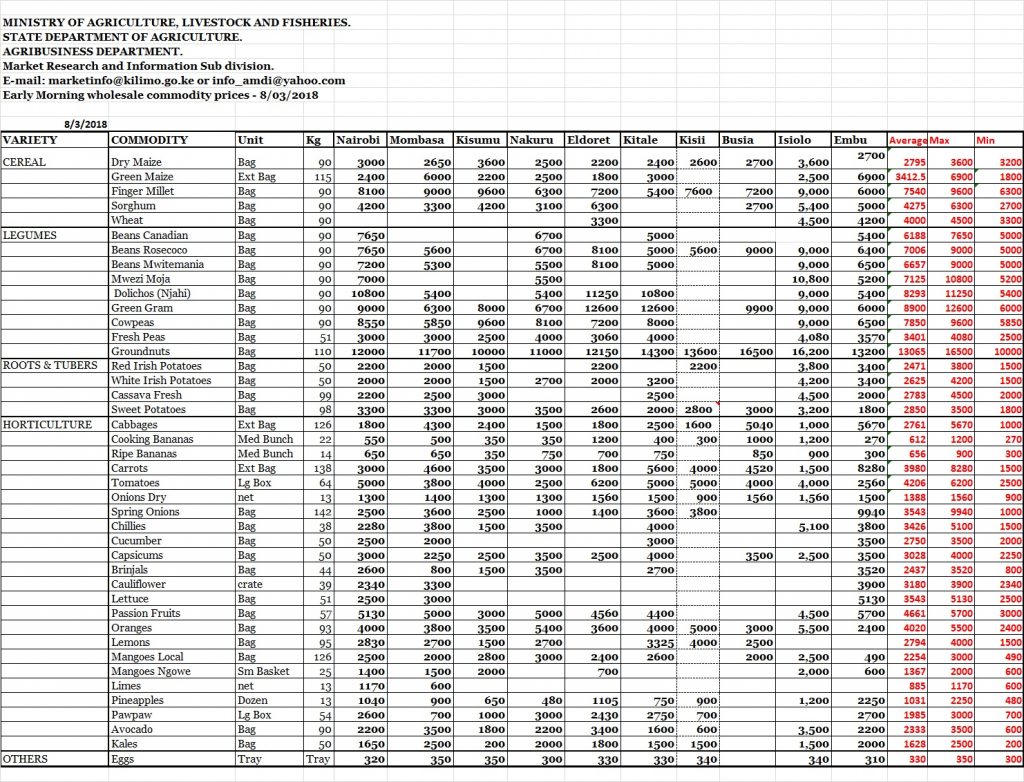 MINISTRY OF AGRICULTURE, LIVESTOCK AND FISHERIES.
STATE DEPARTMENT OF AGRICULTURE.
AGRIBUSINESS DEPARTMENT.
Market Research and Information Sub division.
E-mail: marketinfo@kilimo.go.ke or info_amdi@yahoo.com
Early Morning wholesale commodity prices - 8/03/2018
8/3/2018
VARIETY COMMODITY Unit Kg Nairobi Mombasa Kisumu Nakuru Eldoret Kitale Kisii Busia Isiolo Embu Average Max Min
CEREAL Dry Maize Bag 90 3000 2650 3600 2500 2200 2400 2600 2700 3,600 2700 2795 3600 3200
Green Maize Ext Bag 115 2400 6000 2200 2500 1800 3000 2,500 6900 3412.5 6900 1800
Finger Millet Bag 90 8100 9000 9600 6300 7200 5400 7600 7200 9,000 6000 7540 9600 6300
Sorghum Bag 90 4200 3300 4200 3100 6300 2700 5,400 5000 4275 6300 2700
Wheat Bag 90 3300 4,500 4200 4000 4500 3300
LEGUMES Beans Canadian Bag 90 7650 6700 5000 5400 6188 7650 5000
Beans Rosecoco Bag 90 7650 5600 6700 8100 5000 5600 9000 9,000 6400 7006 9000 5000
Beans Mwitemania Bag 90 7200 5300 5500 8100 5000 9,000 6500 6657 9000 5000
Mwezi Moja Bag 90 7000 5500 10,800 5200 7125 10800 5200
Dolichos (Njahi) Bag 90 10800 5400 5400 11250 10800 9,000 5400 8293 11250 5400
Green Gram Bag 90 9000 6300 8000 6700 12600 12600 9900 9,000 6000 8900 12600 6000
Cowpeas Bag 90 8550 5850 9600 8100 7200 8000 9,000 6500 7850 9600 5850
Fresh Peas Bag 51 3000 3000 2500 4000 3060 4000 4,080 3570 3401 4080 2500
Groundnuts Bag 110 12000 11700 10000 11000 12150 14300 13600 16500 16,200 13200 13065 16500 10000
ROOTS & TUBERS Red Irish Potatoes Bag 50 2200 2000 1500 2200 2200 3,800 3400 2471 3800 1500
White Irish Potatoes Bag 50 2000 2000 1500 2700 2000 3200 4,200 3400 2625 4200 1500
Cassava Fresh Bag 99 2200 2500 3000 2500 4,500 2000 2783 4500 2000
Sweet Potatoes Bag 98 3300 3300 3000 3500 2600 2000 2800 3000 3,200 1800 2850 3500 1800
HORTICULTURE Cabbages Ext Bag 126 1800 4300 2400 1500 1800 2500 1600 5040 1,000 5670 2761 5670 1000
Cooking Bananas Med Bunch 22 550 500 350 350 1200 400 300 1000 1,200 270 612 1200 270
Ripe Bananas Med Bunch 14 650 650 350 750 700 750 850 900 300 656 900 300
Carrots Ext Bag 138 3000 4600 3500 3000 1800 5600 4000 4520 1,500 8280 3980 8280 1500
Tomatoes Lg Box 64 5000 3800 4000 2500 6200 5000 5000 4000 4,000 2560 4206 6200 2500
Onions Dry net 13 1300 1400 1300 1300 1560 1500 900 1560 1,560 1500 1388 1560 900
Spring Onions Bag 142 2500 3600 2500 1000 1400 3600 3800 9940 3543 9940 1000
Chillies Bag 38 2280 3800 1500 3500 4000 5,100 3800 3426 5100 1500
Cucumber Bag 50 2500 2000 3000 3500 2750 3500 2000
Capsicums Bag 50 3000 2250 2500 3500 2500 4000 3500 2,500 3500 3028 4000 2250
Brinjals Bag 44 2600 800 1500 3500 2700 3520 2437 3520 800
Cauliflower crate 39 2340 3300 3900 3180 3900 2340
Lettuce Bag 51 2500 3000 5130 3543 5130 2500
Passion Fruits Bag 57 5130 5000 3000 5000 4560 4400 4,500 5700 4661 5700 3000
Oranges Bag 93 4000 3800 3500 5400 3600 4000 5000 3000 5,500 2400 4020 5500 2400
Lemons Bag 95 2830 2700 1500 2700 3325 4000 2500 2794 4000 1500
Mangoes Local Bag 126 2500 2000 2800 3000 2400 2600 2000 2,500 490 2254 3000 490
Mangoes Ngowe Sm Basket 25 1400 1500 2000 700 2,000 600 1367 2000 600
Limes net 13 1170 600 885 1170 600
Pineapples Dozen 13 1040 900 650 480 1105 750 900 1,200 2250 1031 2250 480
Pawpaw Lg Box 54 2600 700 1000 3000 2430 2750 700 2700 1985 3000 700
Avocado Bag 90 2200 3500 1800 2200 3400 1600 600 3,500 2200 2333 3500 600
Kales Bag 50 1650 2500 200 2000 1800 1500 1500 1,500 2000 1628 2500 200
OTHERS Eggs Tray Tray 320 350 350 300 330 330 340 340 310 330 350 300